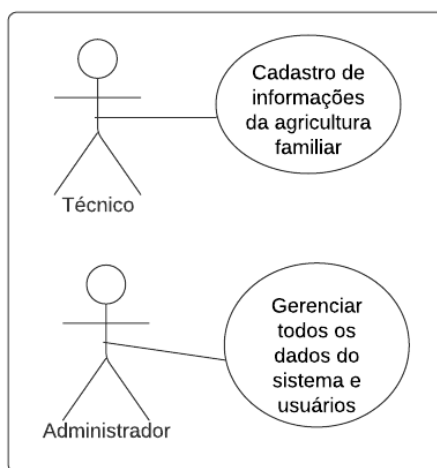 Cadastro de
informações
da agricultura
familiar
Técnico
Gerenciar
todos os
dados do
sistema e
usuários
Administrador